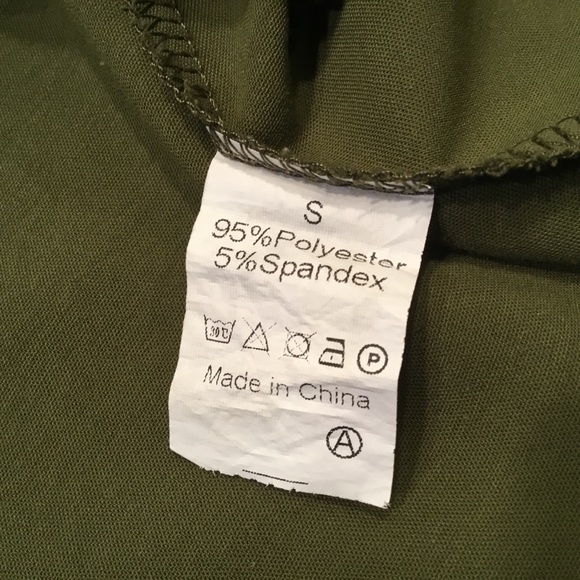 S
95%Polyester
5%Spandex
30℃
P
Made in China
A